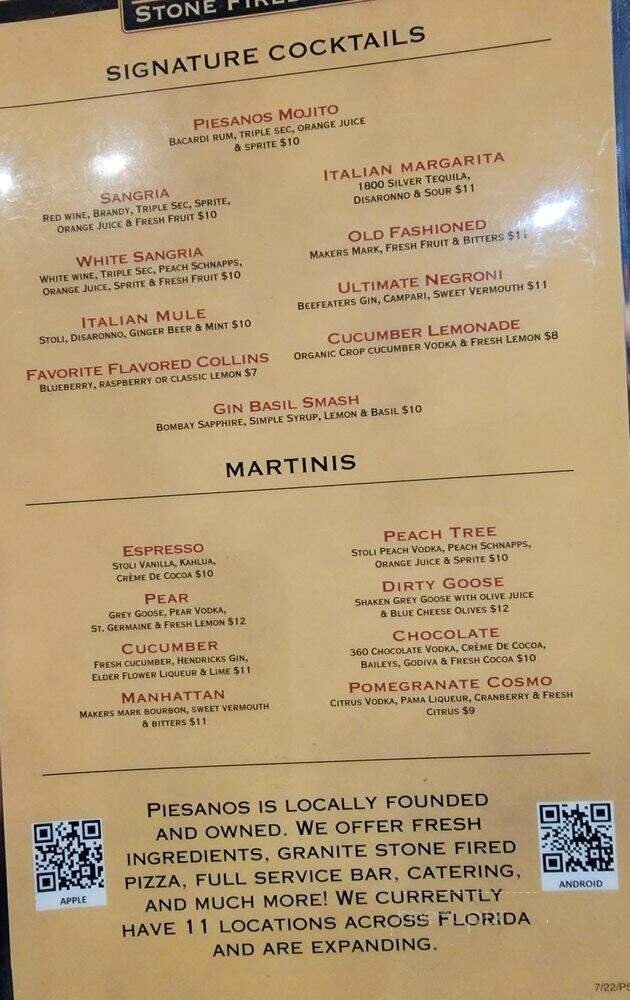 STONE FIRED
SIGNATURE COCKTAILS
PIESANOS MOJITO
BACARDI RUM, TRIPLE SEC, ORANGE JUICE
& SPRITE $10
SANGRIA
RED WINE, BRANDY, TRIPLE SEC, SPRITE,
ORANGE JUICE & FRESH FRUIT $10
WHITE SANGRIA
WHITE WINE, TRIPLE SEC, PEACH SCHNAPPS,
ORANGE JUICE, SPRITE & FRESH FRUIT $10
ITALIAN MULE
STOLI, DISARONNO, GINGER BEER & MINT $10
FAVORITE FLAVORED COLLINS
BLUEBERRY, RASPBERRY OR CLASSIC LEMON $7
ITALIAN MARGARITA
1800 SILVER TEQUILA,
DISARONNO & SOUR $11
OLD FASHIONED
MAKERS MARK, FRESH FRUIT & BITTERS $11
ULTIMATE NEGRONI
BEEFEATERS GIN, CAMPARI, SWEET VERMOUTH $11
CUCUMBER LEMONADE
ORGANIC CROP CUCUMBER VODKA & FRESH LEMON $8
GIN BASIL SMASH
BOMBAY SAPPHIRE, SIMPLE SYRUP, LEMON & BASIL $10
MARTINIS
ESPRESSO
STOLI VANILLA, KAHLUA,
CRÈME DE COCOA $10
PEAR
GREY GOOSE, PEAR VODKA,
ST. GERMAINE & FRESH LEMON $12
CUCUMBER
FRESH CUCUMBER, HENDRICKS GIN,
ELDER FLOWER LIQUEUR & LIME $11
MANHATTAN
MAKERS MARK BOURBON, SWEET VERMOUTH
& BITTERS $11
PEACH TREE
STOLI PEACH VODKA, PEACH SCHNAPPS,
ORANGE JUICE & SPRITE $10
DIRTY GOOSE
SHAKEN GREY GOOSE WITH OLIVE JUICE
& BLUE CHEESE OLIVES $12
CHOCOLATE
360 CHOCOLATE VODKA, CRÈME DE COCOA,
BAILEYS, GODIVA & FRESH COCOA $10
POMEGRANATE COSMO
CITRUS VODKA, PAMA LIQUEUR, CRANBERRY & FRESH
CITRUS $9
PIESANOS IS LOCALLY FOUNDED
AND OWNED. WE OFFER FRESH
INGREDIENTS, GRANITE STONE FIRED
PIZZA, FULL SERVICE BAR, CATERING,
AND MUCH MORE! WE CURRENTLY
HAVE 11 LOCATIONS ACROSS FLORIDA
AND ARE EXPANDING.
APPLE
ANDROID
7/22/PS